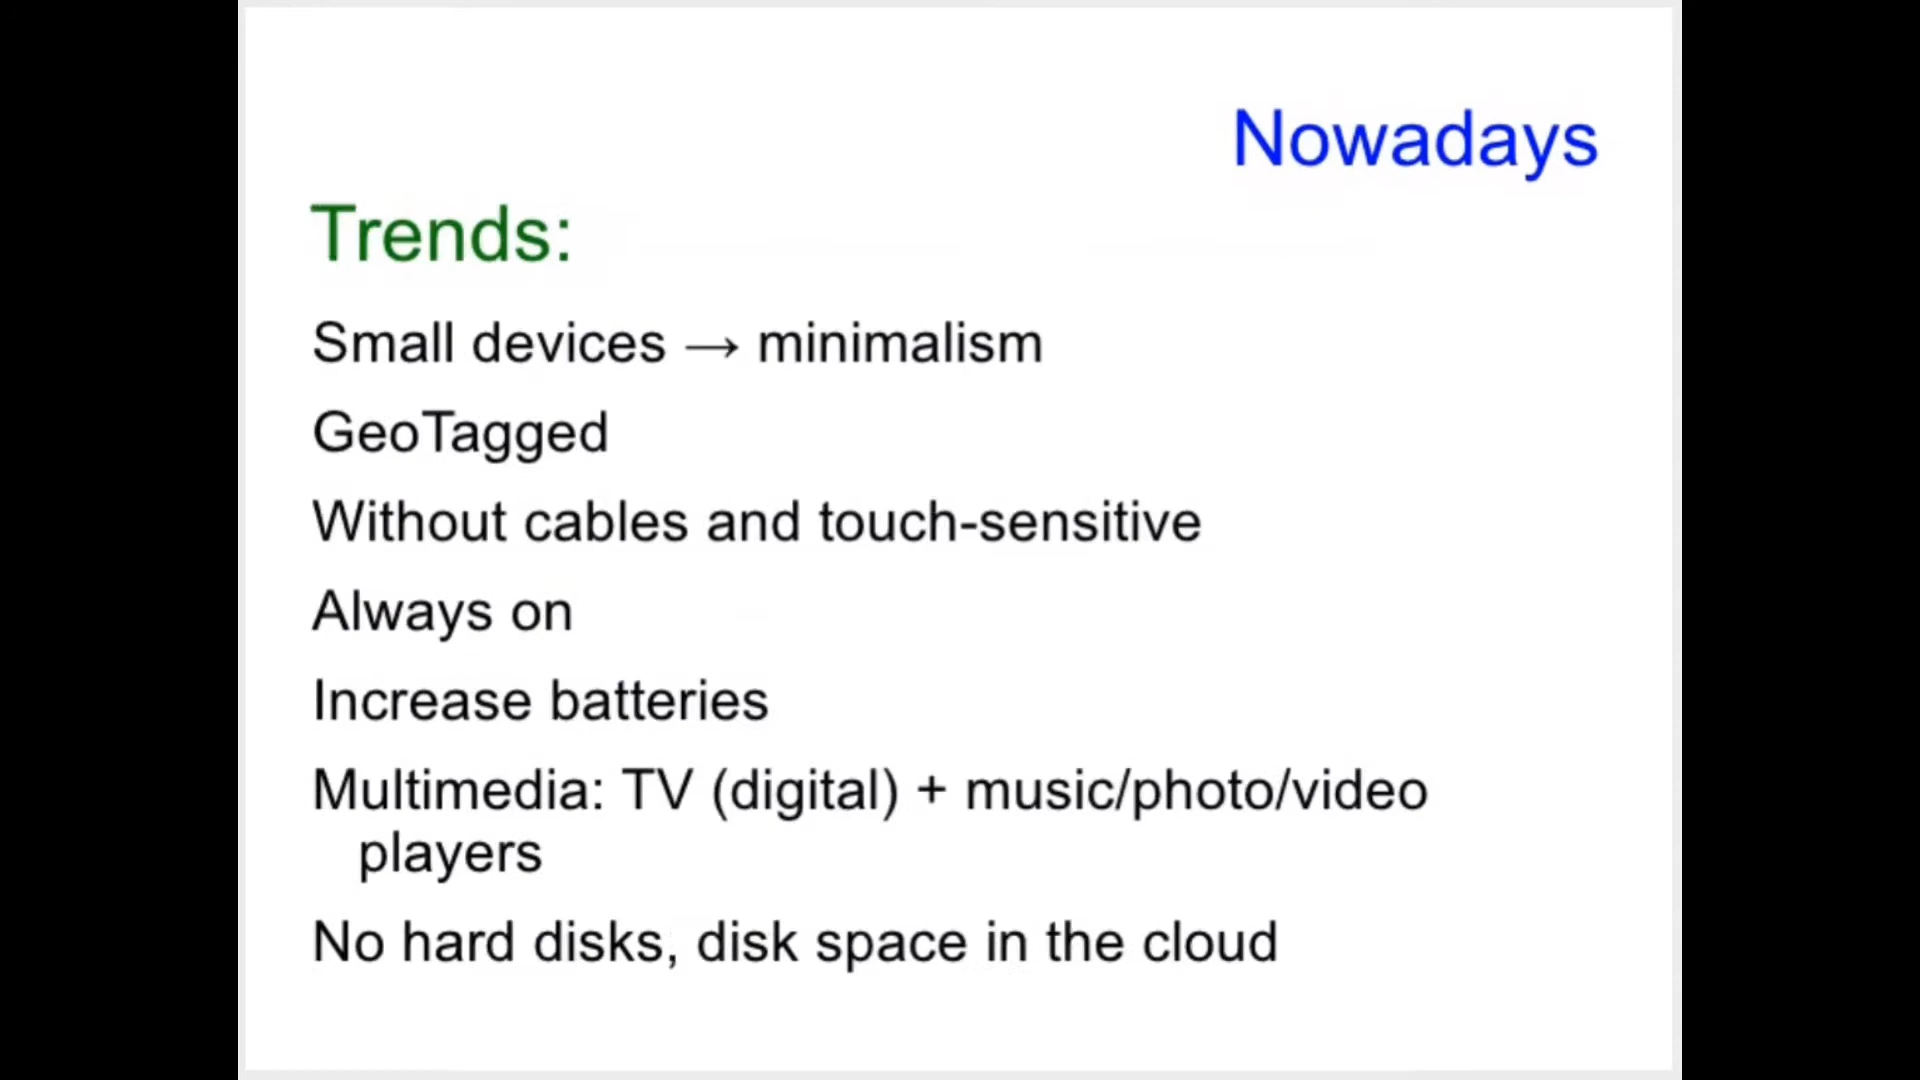 Nowadays
Trends:
Small devices → minimalism
GeoTagged
Without cables and touch-sensitive
Always on
Increase batteries
Multimedia: TV (digital) + music/photo/video
players
No hard disks, disk space in the cloud